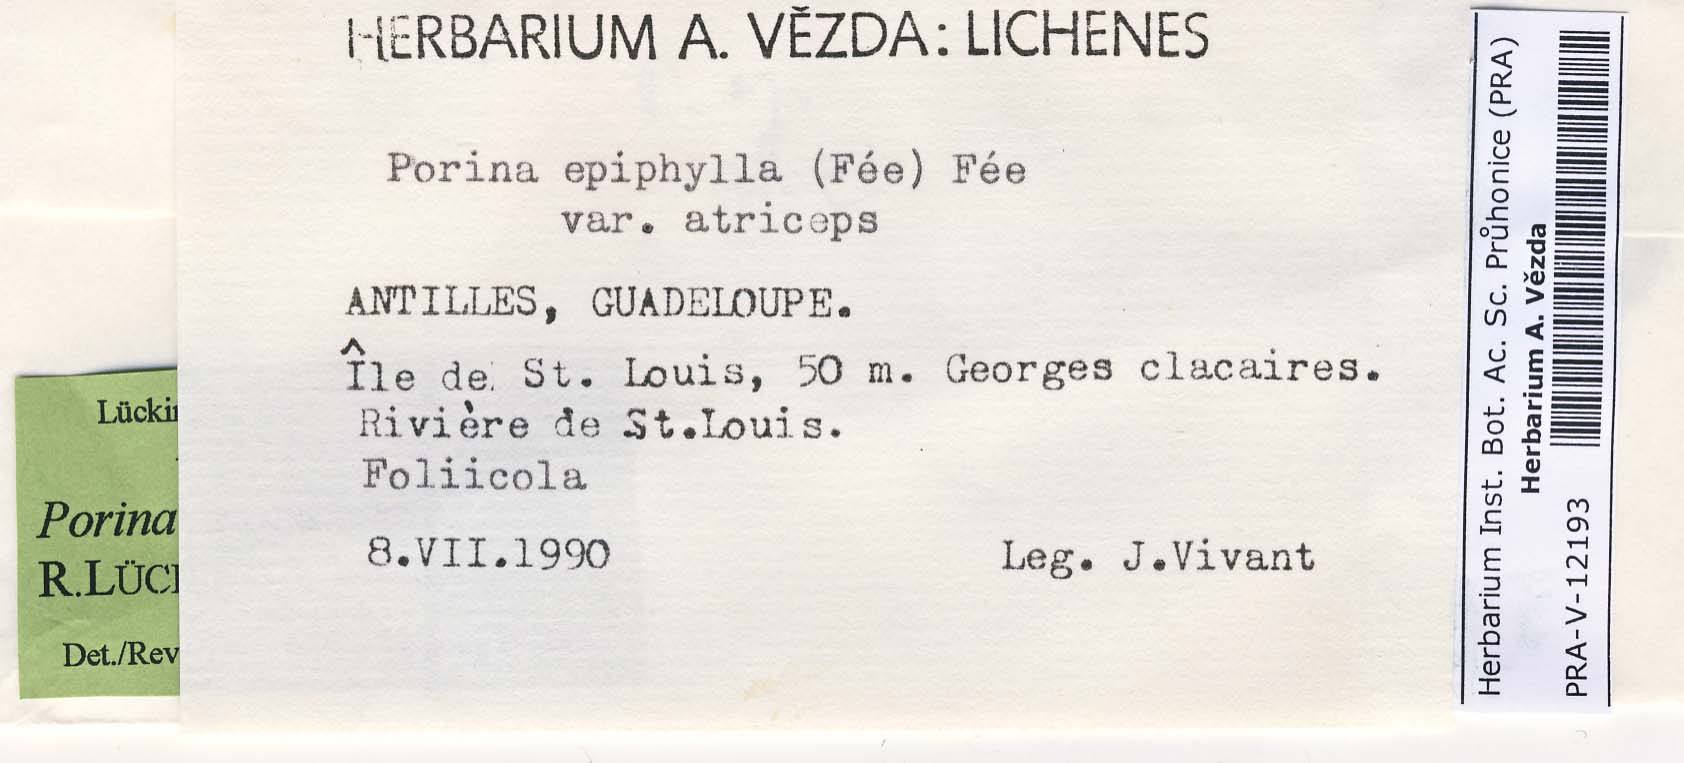 HERBARIUM A. VĚZDA: LICHENES
Porina epiphylla (Fée) Fée
var. atriceps
ANTILLES, GUADELOUPE.
Île de St. Louis, 50 m. Georges clacaires.
Rivière de St.Louis.
Foliicola
8.VII.1990 Leg. J.Vivant
Porina
Det./Rev
Herbarium Inst. Bot. Ac. Sc. Průhonice (PRA)
Herbarium A. Vězda
PRA-V-12193